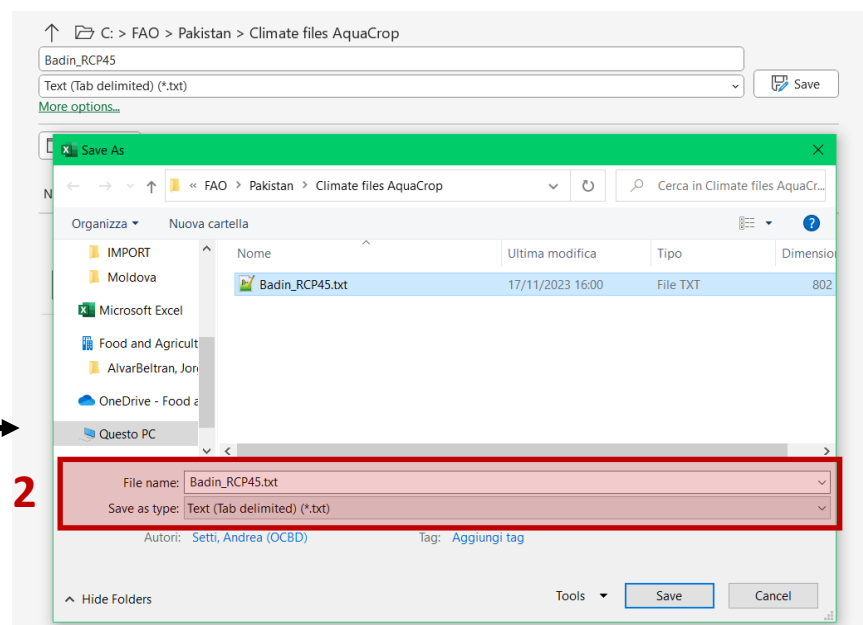 C: > FAO > Pakistan > Climate files AquaCrop
Badin_RCP45
Text (Tab delimited) (*.txt)
Save
More options...
Save As
« FAO > Pakistan > Climate files AquaCrop
Cerca in Climate files AquaCr...
N
Organizza
Nuova cartella
IMPORT
Moldova
Microsoft Excel
Food and Agricult
AlvarBeltran, Jorg
OneDrive - Food a
Questo PC
Nome
Ultima modifica
Tipo
Dimensio
Badin_RCP45.txt
17/11/2023 16:00
File TXT
802
2
File name: Badin_RCP45.txt
Save as type: Text (Tab delimited) (*.txt)
Autori: Setti, Andrea (OCBD)
Tag: Aggiungi tag
Hide Folders
Tools
Save
Cancel